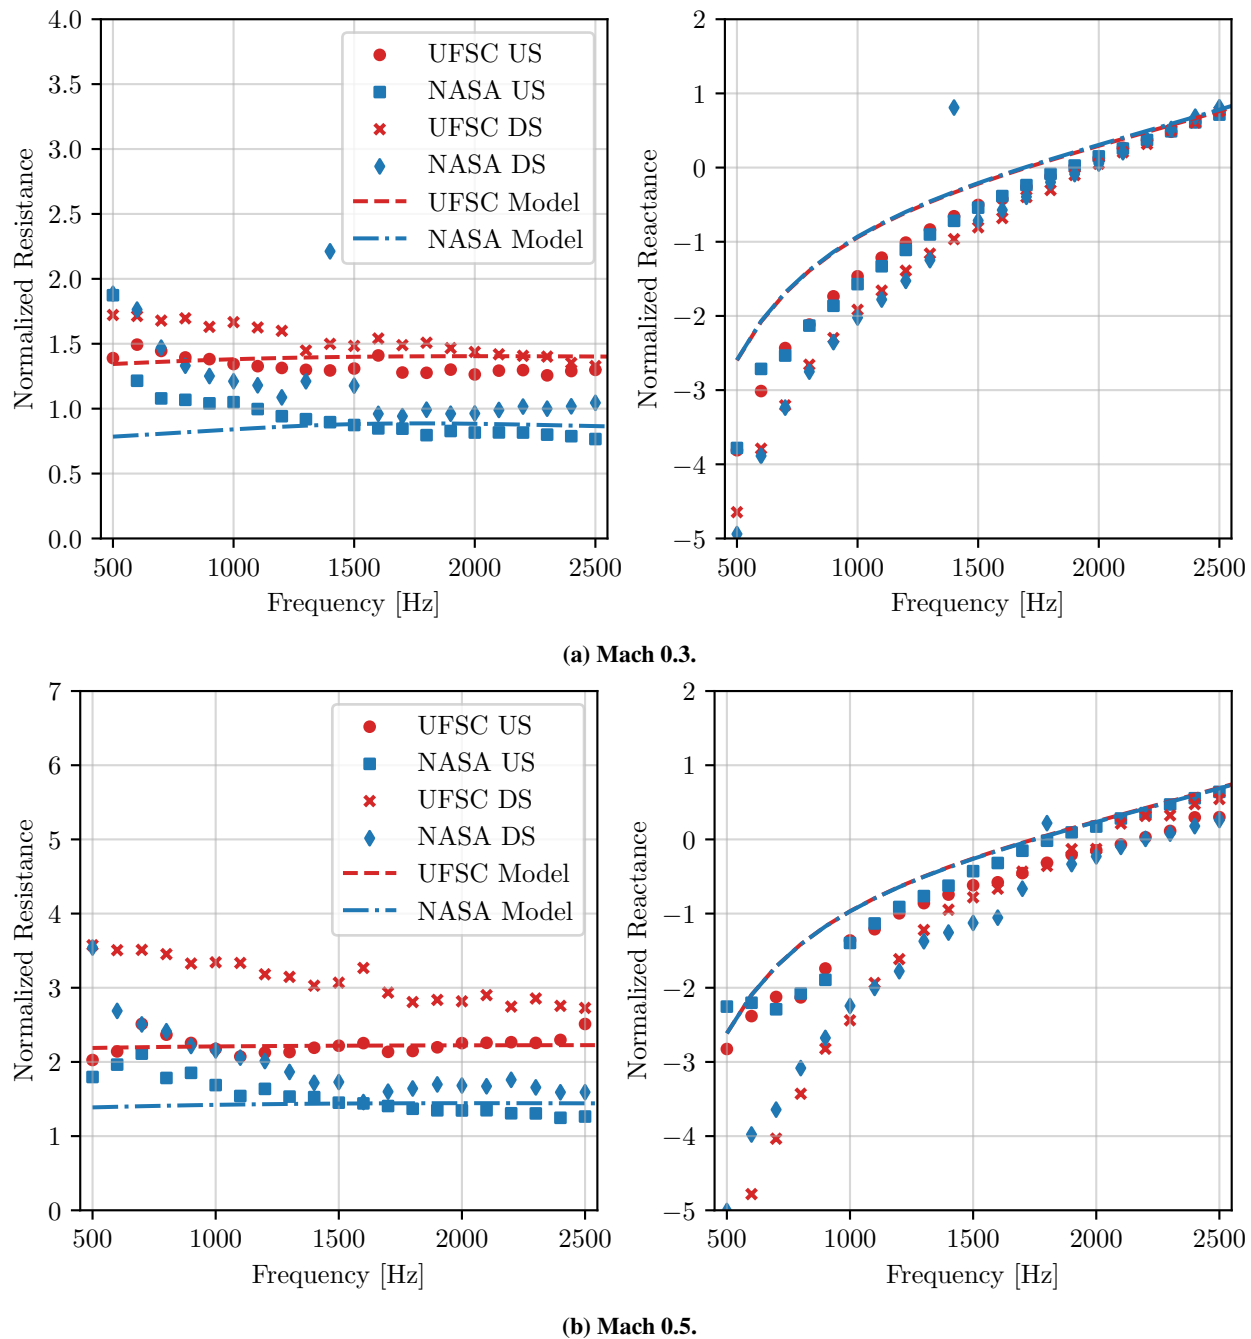 4.0
3.5
3.0
2.5
2.0
1.5
1.0
0.5
0.0
Normalized Resistance
UFSC US
NASA US
UFSC DS
NASA DS
UFSC Model
NASA Model
500 1000 1500 2000 2500
Frequency [Hz]
2
1
0
−1
−2
−3
−4
−5
Normalized Reactance
500 1000 1500 2000 2500
Frequency [Hz]
(a) Mach 0.3.
7
6
5
4
3
2
1
0
Normalized Resistance
UFSC US
NASA US
UFSC DS
NASA DS
UFSC Model
NASA Model
500 1000 1500 2000 2500
Frequency [Hz]
2
1
0
−1
−2
−3
−4
−5
Normalized Reactance
500 1000 1500 2000 2500
Frequency [Hz]
(b) Mach 0.5.